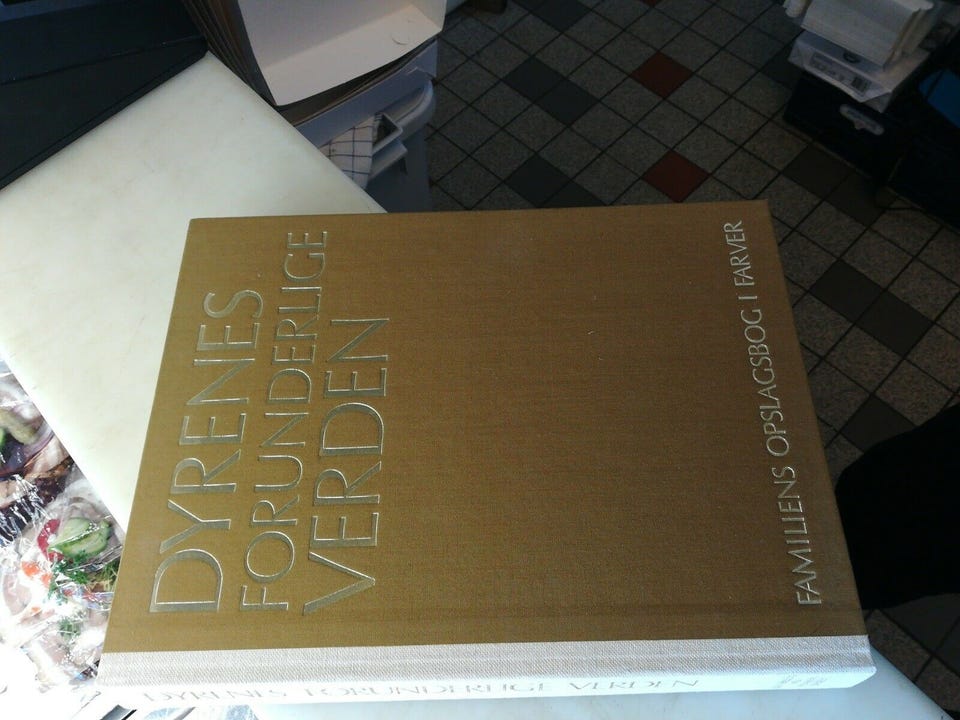 DYRENES
FORUNDERLIGE
VERDEN
FAMILIENS OPSLAGSBOG I FARVER
DYRENES FORUNDERLIGE VERDEN